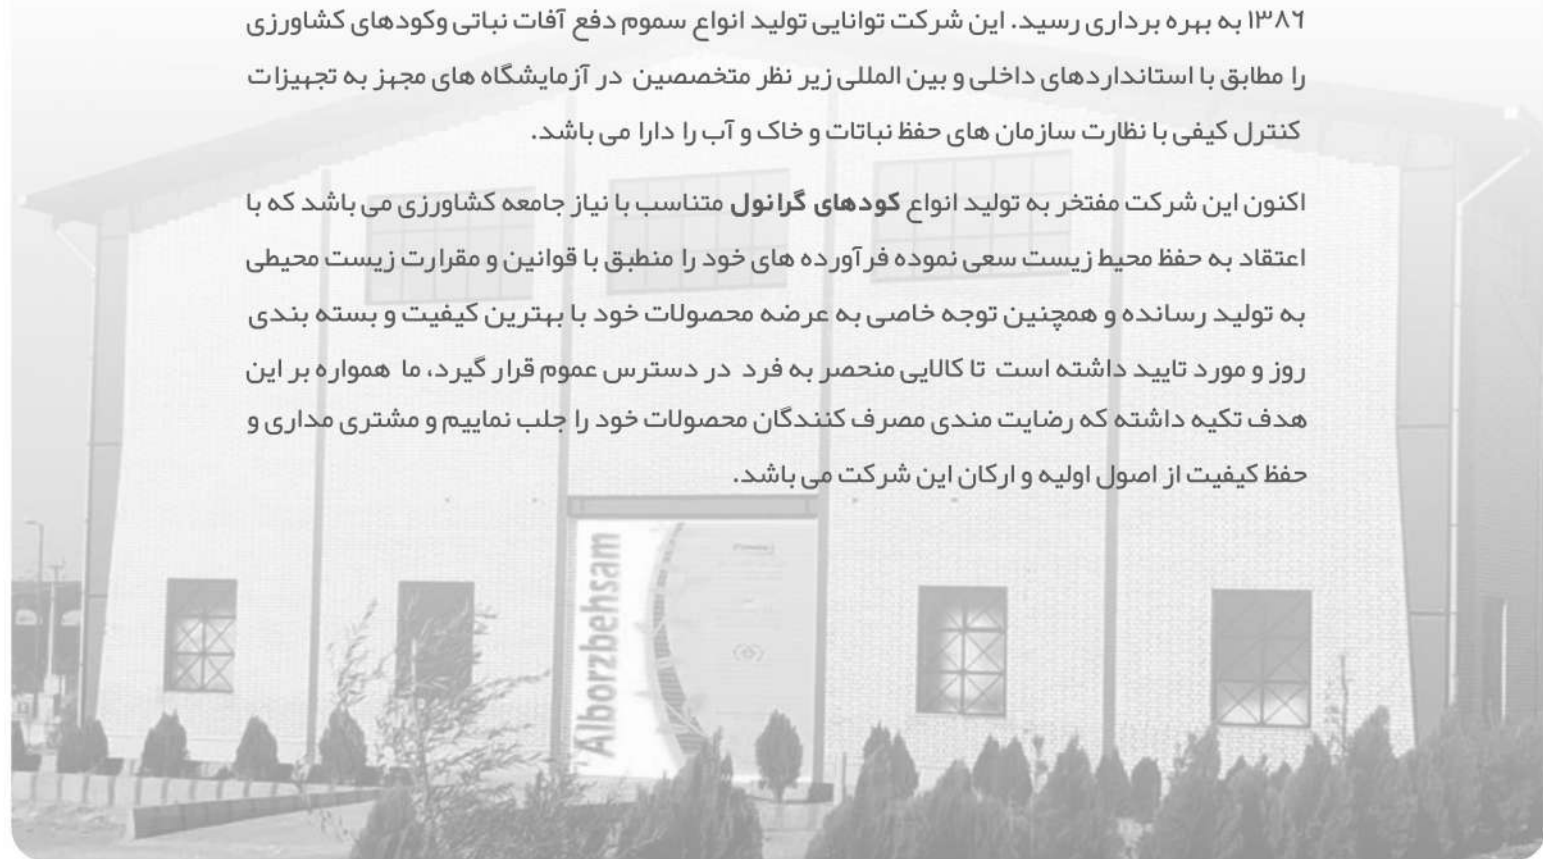 ۱۳۸۶ به بهره برداری رسید. این شرکت توانایی تولید انواع سموم دفع آفات نباتی وکودهای کشاورزی
را مطابق با استانداردهای داخلی و بین المللی زیر نظر متخصصین در آزمایشگاه های مجهز به تجهیزات
کنترل کیفی با نظارت سازمان های حفظ نباتات و خاک و آب را دارا می باشد.
اکنون این شرکت مفتخر به تولید انواع کودهای گرانول متناسب با نیاز جامعه کشاورزی می باشد که با
اعتقاد به حفظ محیط زیست سعی نموده فرآورده های خود را منطبق با قوانین و مقرارت زیست محیطی
به تولید رسانده و همچنین توجه خاصی به عرضه محصولات خود با بهترین کیفیت و بسته بندی
روز و مورد تایید داشته است تا کالایی منحصر به فرد در دسترس عموم قرار گیرد، ما همواره بر این
هدف تکیه داشته که رضایت مندی مصرف کنندگان محصولات خود را جلب نماییم و مشتری مداری و
حفظ کیفیت از اصول اولیه و ارکان این شرکت می باشد.
Alborzbehsam